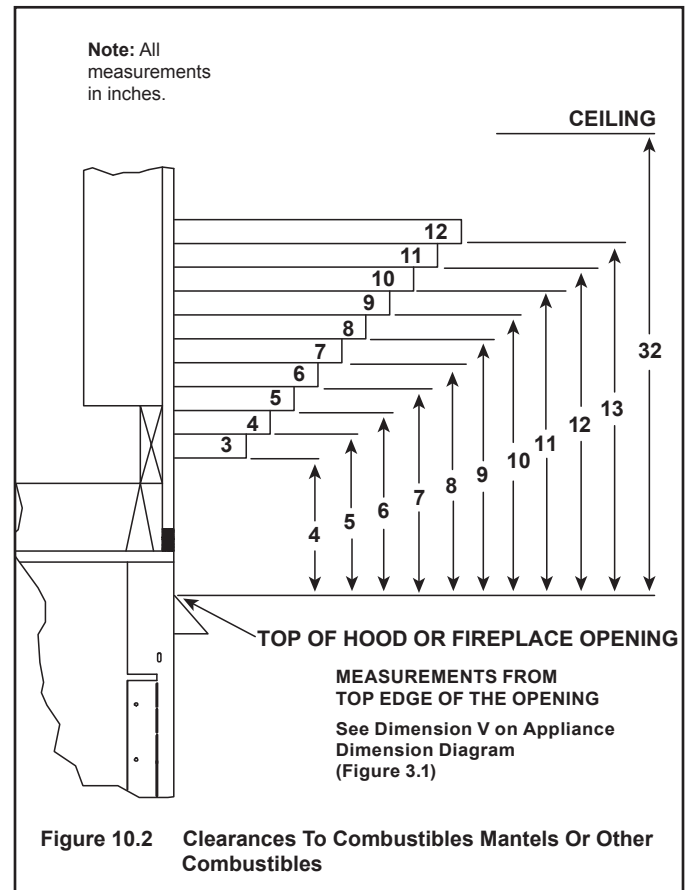 Note: All
measurements
in inches.
CEILING
12
11
10
9
8
7
6
5
4
3
4
5
6
7
8
9
10
11
12
13
32
TOP OF HOOD OR FIREPLACE OPENING
MEASUREMENTS FROM
TOP EDGE OF THE OPENING
See Dimension V on Appliance
Dimension Diagram
(Figure 3.1)
Figure 10.2 Clearances To Combustibles Mantels Or Other
Combustibles